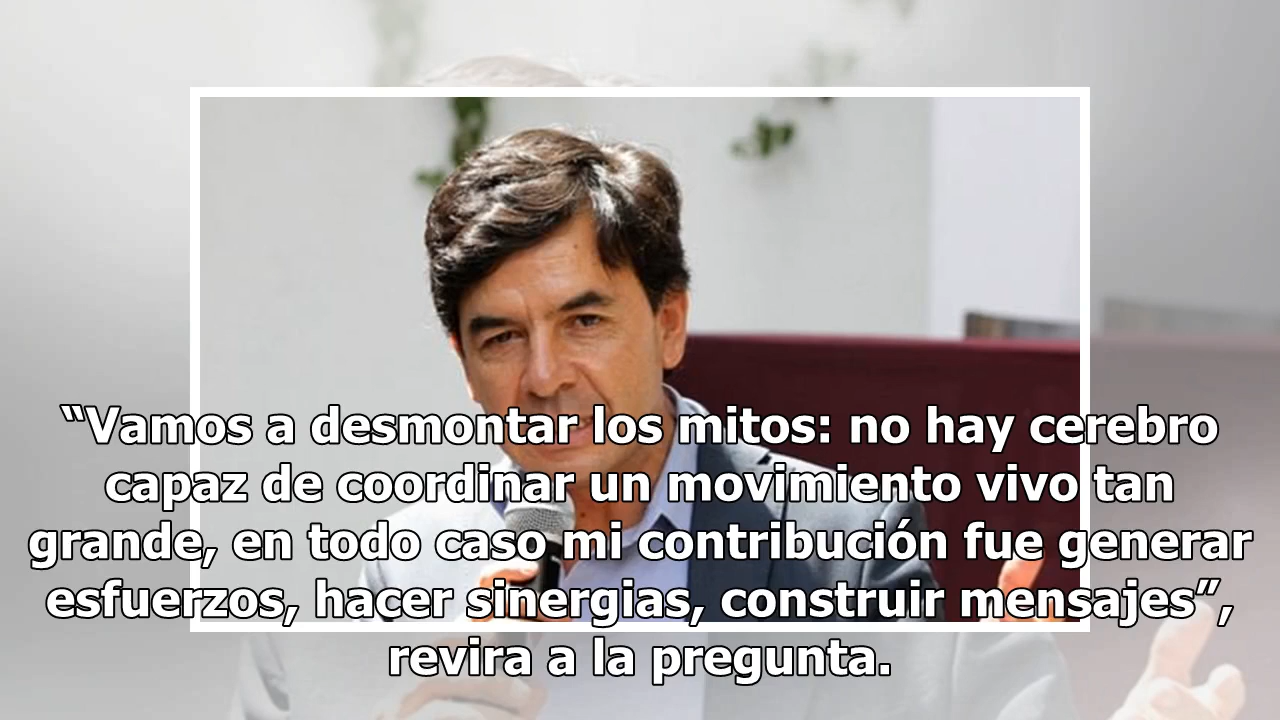 “Vamos a desmontar los mitos: no hay cerebro
capaz de coordinar un movimiento vivo tan
grande, en todo caso mi contribución fue generar
esfuerzos, hacer sinergias, construir mensajes”,
revira a la pregunta.